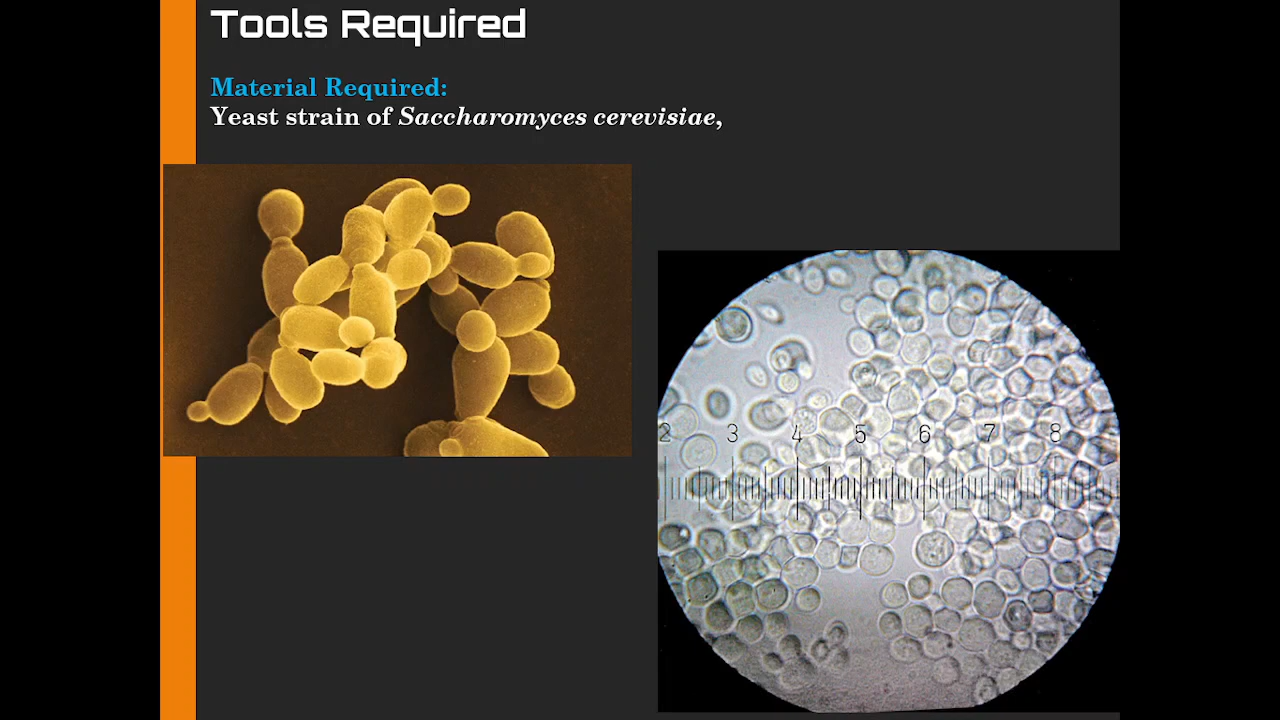 Tools Required
Material Required:
Yeast strain of Saccharomyces cerevisiae,
2 3 4 5 6 7 8